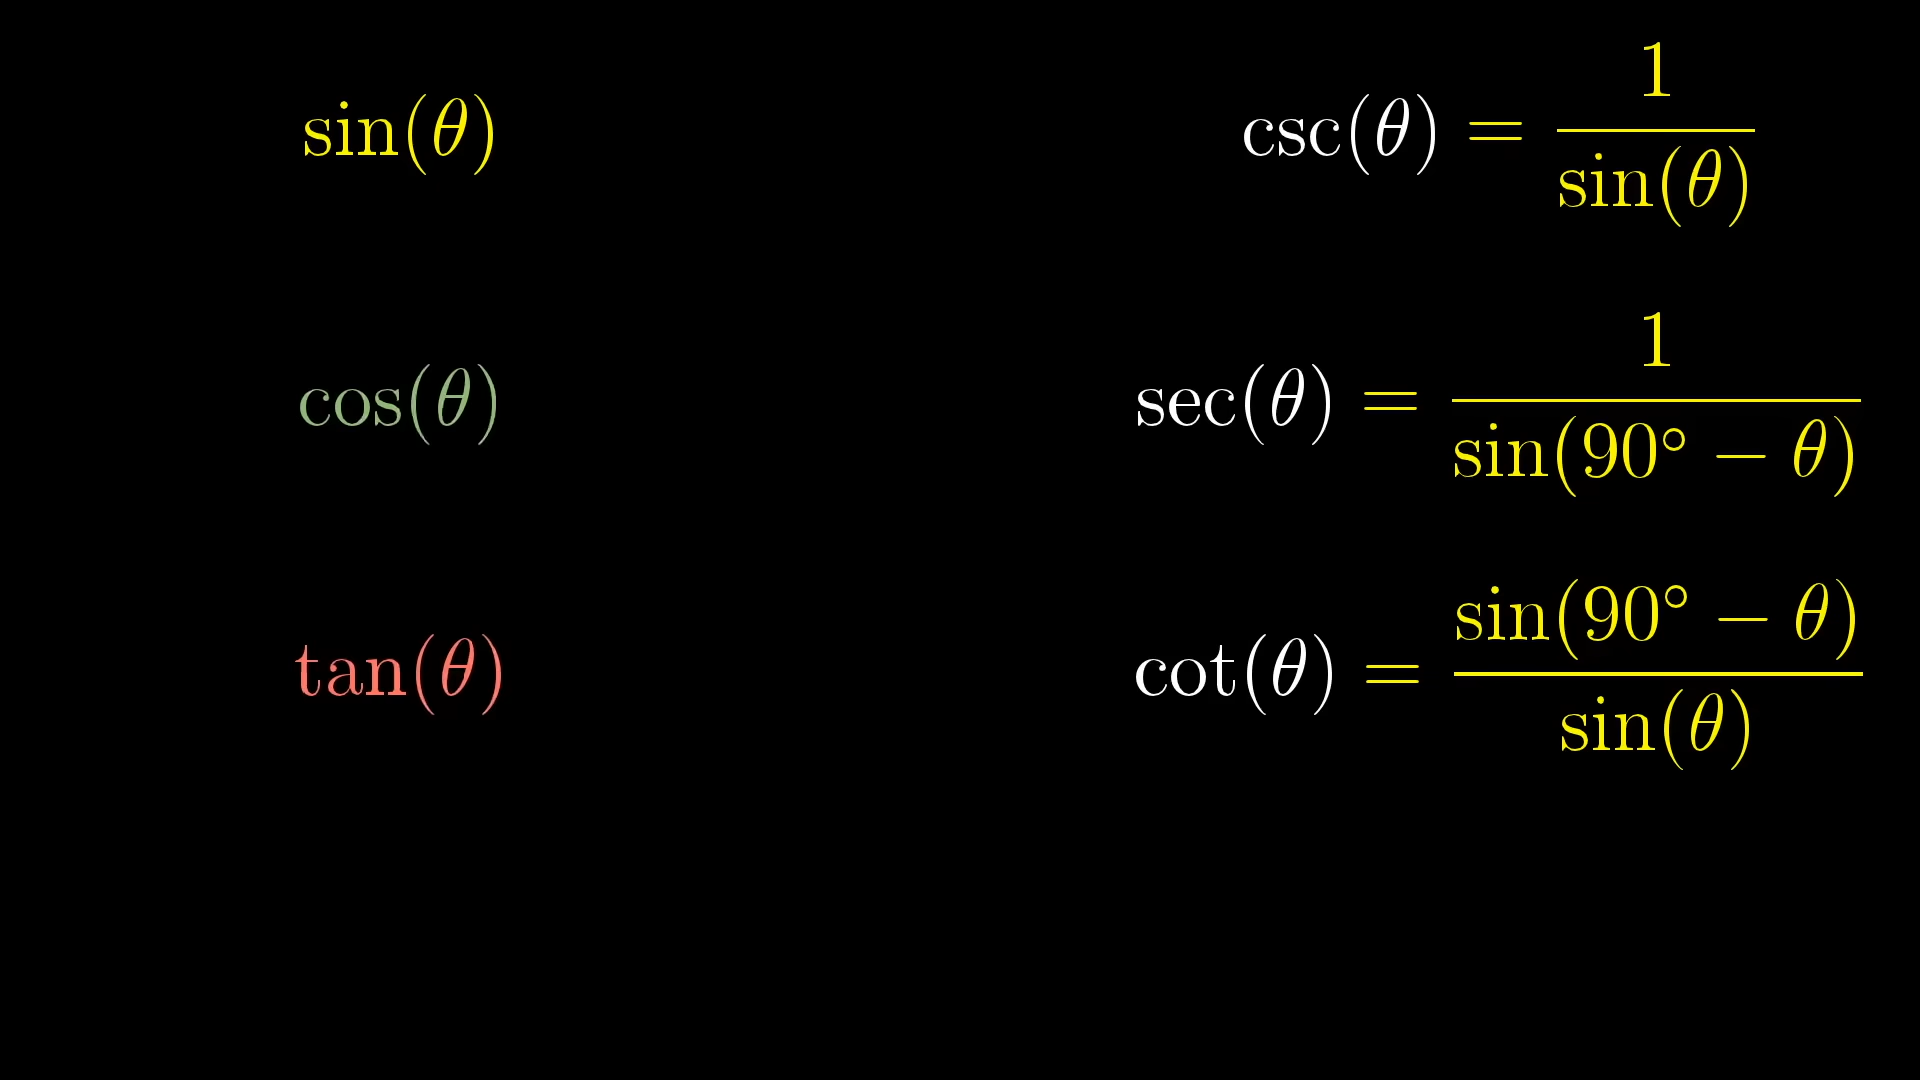 sin(θ) csc(θ) = 1/sin(θ)
cos(θ) sec(θ) = 1/sin(90° − θ)
tan(θ) cot(θ) = sin(90° − θ)/sin(θ)